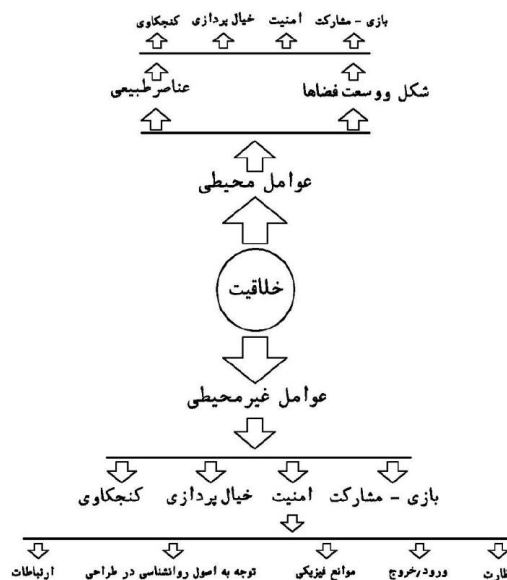 بازی - مشارکت امنیت خیال پردازی کنجکاوی
شکل و وسعت فضاها عناصر طبیعی
عوامل محیطی
خلاقیت
عوامل غیرمحیطی
بازی - مشارکت امنیت خیال پردازی کنجکاوی
ورود/خروج موانع فیزیکی توجه به اصول روانشناسی در طراحی ارتباطات